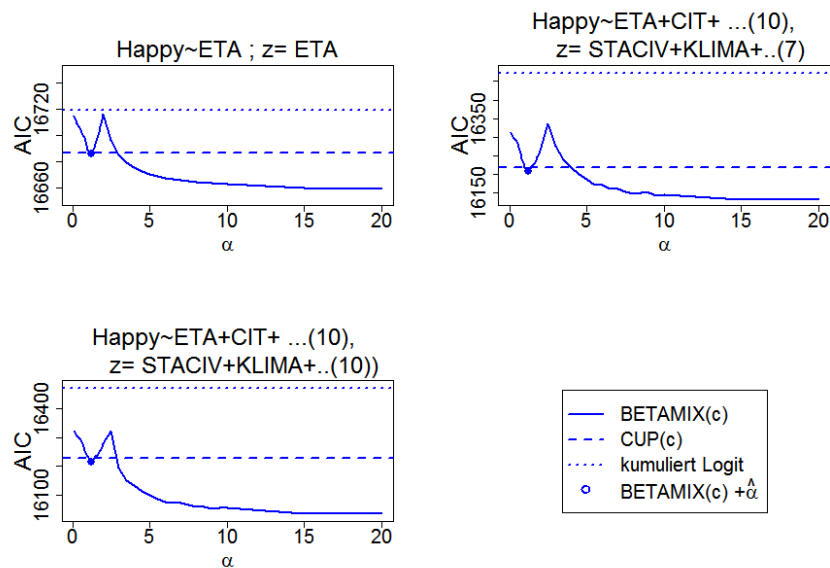 Happy~ETA ; z= ETA
AIC
16720
16660
0 5 10 15 20
α
Happy~ETA+CIT+ ...(10),
z= STACIV+KLIMA+..(7)
AIC
16350
16150
0 5 10 15 20
α
Happy~ETA+CIT+ ...(10),
z= STACIV+KLIMA+..(10))
AIC
16400
16100
0 5 10 15 20
α
BETAMIX(c)
CUP(c)
kumuliert Logit
BETAMIX(c) +α̂